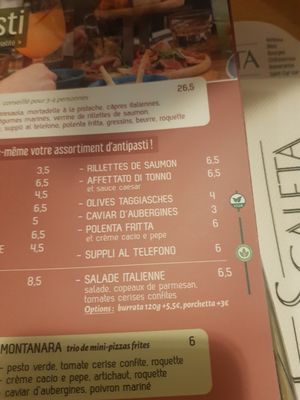 sti
conseillé pour 3-4 personnes
26,5
mortadelle à la pistache, câpres italiennes,
marinés, verrine de rillettes de saumon,
suppli al telefono, polenta fritta, gressins, beurre, roquette
-même votre assortiment d'antipasti !
3,5 - RILLETTES DE SAUMON 6,5
6,5 - AFFETTATO DI TONNO 6,5
4,5 et sauce caesar
6,5 - OLIVES TAGGIASCHES 4
5 - CAVIAR D'AUBERGINES 3
6,5 - POLENTA FRITTA 6
4,5 et crème cacio e pepe
- SUPPLI AL TELEFONO 6
8,5 - SALADE ITALIENNE 6,5
salade, copeaux de parmesan,
tomates cerises confites
Options : burrata 120g +5,5€, porchetta +3€
MONTANARA trio de mini-pizzas frites 6
- pesto verde, tomate cerise confite, roquette
- crème cacio e pepe, artichaut, roquette
- caviar d'aubergines, poivron mariné